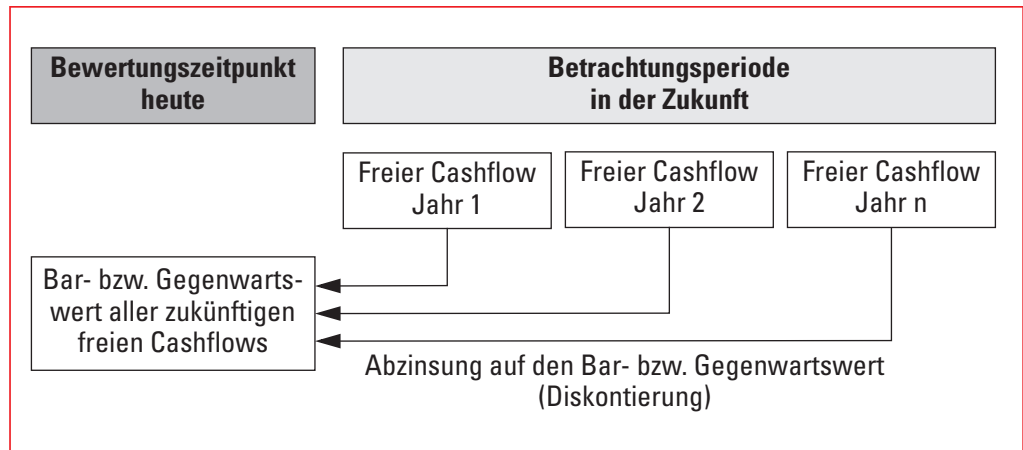 Bewertungszeitpunkt
heute
Betrachtungsperiode
in der Zukunft
Freier Cashflow
Jahr 1
Freier Cashflow
Jahr 2
Freier Cashflow
Jahr n
Bar- bzw. Gegenwarts-
wert aller zukünftigen
freien Cashflows
Abzinsung auf den Bar- bzw. Gegenwartswert
(Diskontierung)